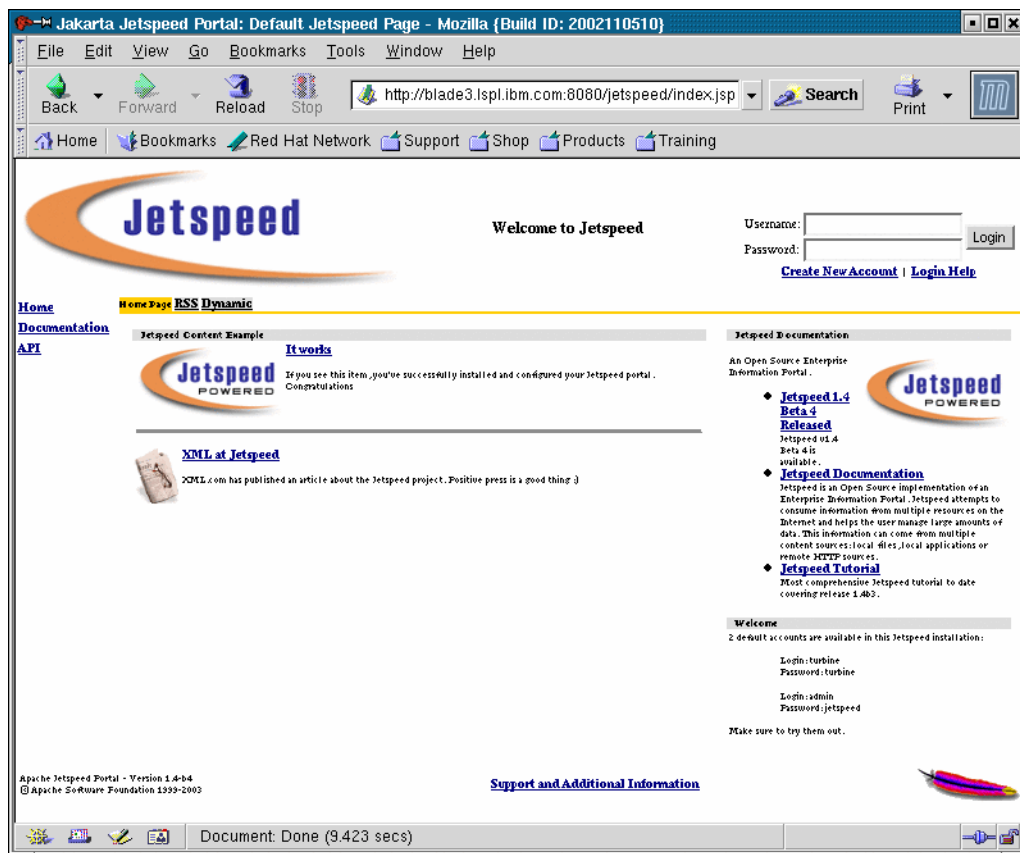 Jakarta Jetspeed Portal: Default Jetspeed Page - Mozilla {Build ID: 2002110510}
File Edit View Go Bookmarks Tools Window Help
Back Forward Reload Stop http://blade3.lspl.ibm.com:8080/jetspeed/index.jsp Search Print
Home Bookmarks Red Hat Network Support Shop Products Training
Jetspeed
Welcome to Jetspeed
Username:
Password:
Login
Create New Account | Login Help
Home
Documentation
API
Home Page RSS Dynamic
Jetspeed Content Example
Jetspeed
POWERED
It works
If you see this item, you've successfully installed and configured your Jetspeed portal.
Congratulations
XML at Jetspeed
XML.com has published an article about the Jetspeed project. Positive press is a good thing ;)
Jetspeed Documentation
An Open Source Enterprise
Information Portal.
Jetspeed
POWERED
Jetspeed 1.4
Beta 4
Released
Jetspeed v1.4
Beta 4 is
available.
Jetspeed Documentation
Jetspeed is an Open Source implementation of an
Enterprise Information Portal. Jetspeed attempts to
consume information from multiple resources on the
Internet and helps the user manage large amounts of
data. This information can come from multiple
content sources: local files, local applications or
remote HTTP sources.
Jetspeed Tutorial
Most comprehensive Jetspeed tutorial to date
covering release 1.4b3.
Welcome
2 default accounts are available in this Jetspeed installation:
Login: turbine
Password: turbine
Login: admin
Password: jetspeed
Make sure to try them out.
Apache Jetspeed Portal - Version 1.4-b4
© Apache Software Foundation 1999-2003
Support and Additional Information
Document: Done (9.423 secs)